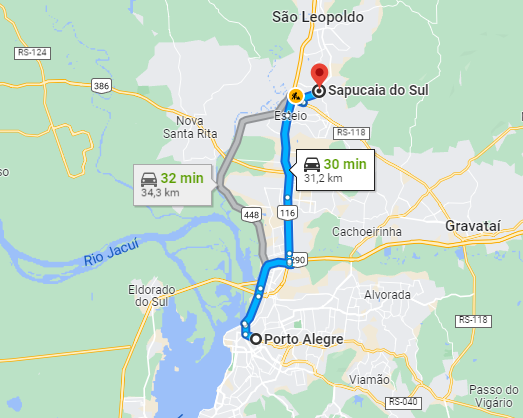 São Leopoldo
RS-124
386
Sapucaia do Sul
Esteio
Nova
Santa Rita
RS-118
32 min
34,3 km
30 min
31,2 km
448
116
Cachoeirinha
Gravataí
Rio Jacuí
290
Eldorado
do Sul
Alvorada
RS-118
Porto Alegre
Viamão
Passo do
Vigário
RS-040